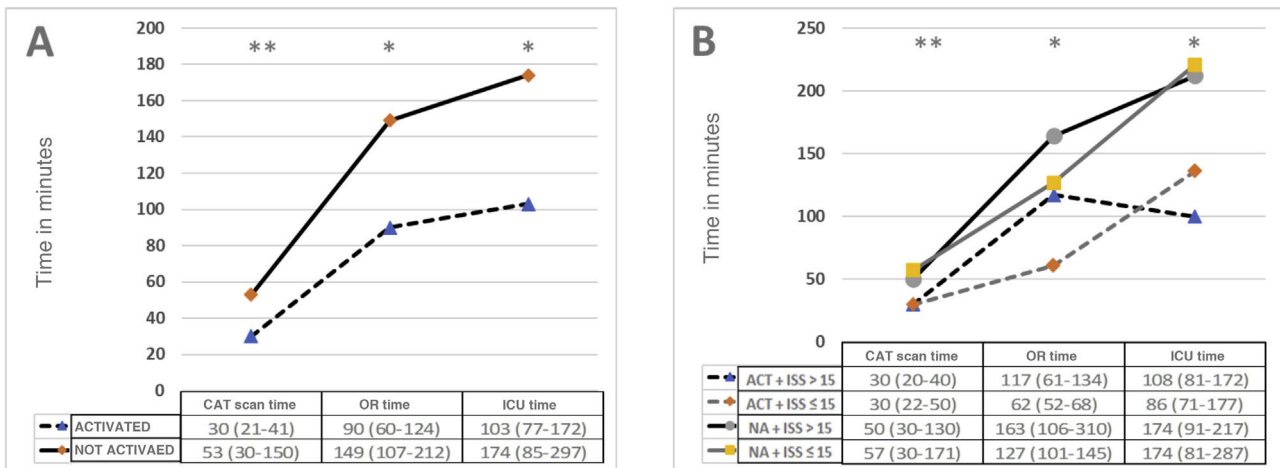 A
Time in minutes
200
180
160
140
120
100
80
60
40
20
0
** * *
CAT scan time OR time ICU time
ACTIVATED 30 (21-41) 90 (60-124) 103 (77-172)
NOT ACTIVAED 53 (30-150) 149 (107-212) 174 (85-297)
B
Time in minutes
250
200
150
100
50
0
** * *
CAT scan time OR time ICU time
ACT + ISS > 15 30 (20-40) 117 (61-134) 108 (81-172)
ACT + ISS ≤ 15 30 (22-50) 62 (52-68) 86 (71-177)
NA + ISS > 15 50 (30-130) 163 (106-310) 174 (91-217)
NA + ISS ≤ 15 57 (30-171) 127 (101-145) 174 (81-287)